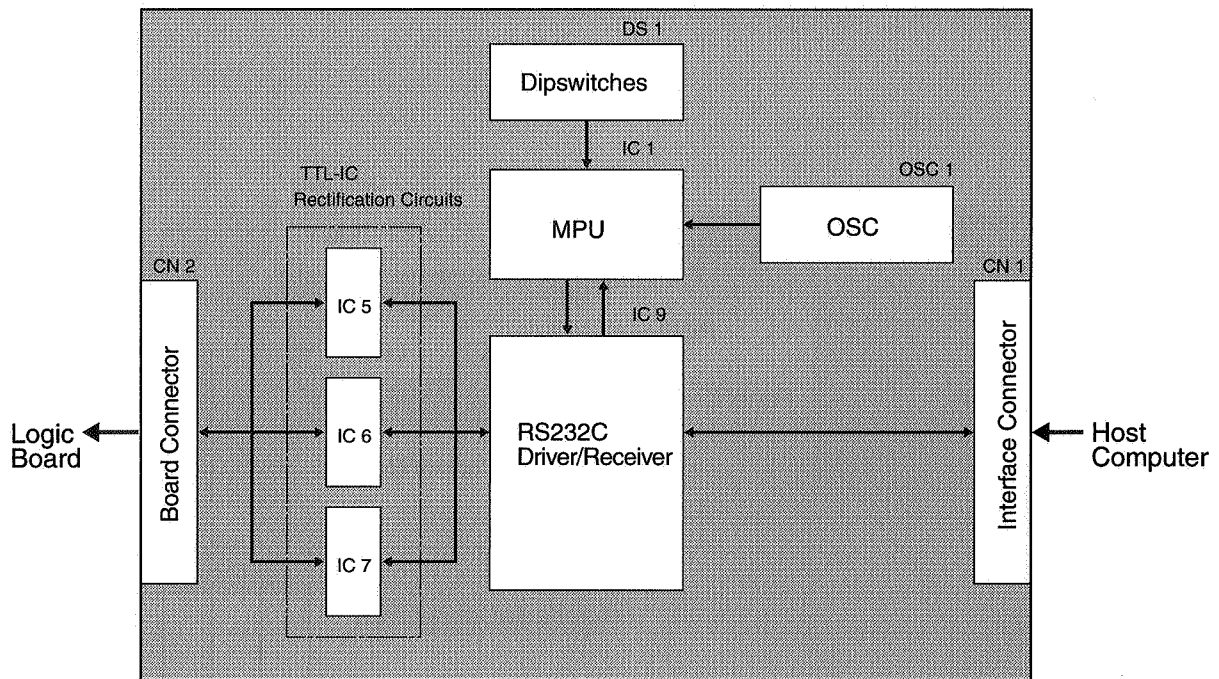 DS 1
Dipswitches
IC 1
TTL-IC
Rectification Circuits
OSC 1
MPU
OSC
CN 2
CN 1
IC 5
IC 9
Board Connector
Interface Connector
Logic
Board
IC 6
RS232C
Driver/Receiver
Host
Computer
IC 7